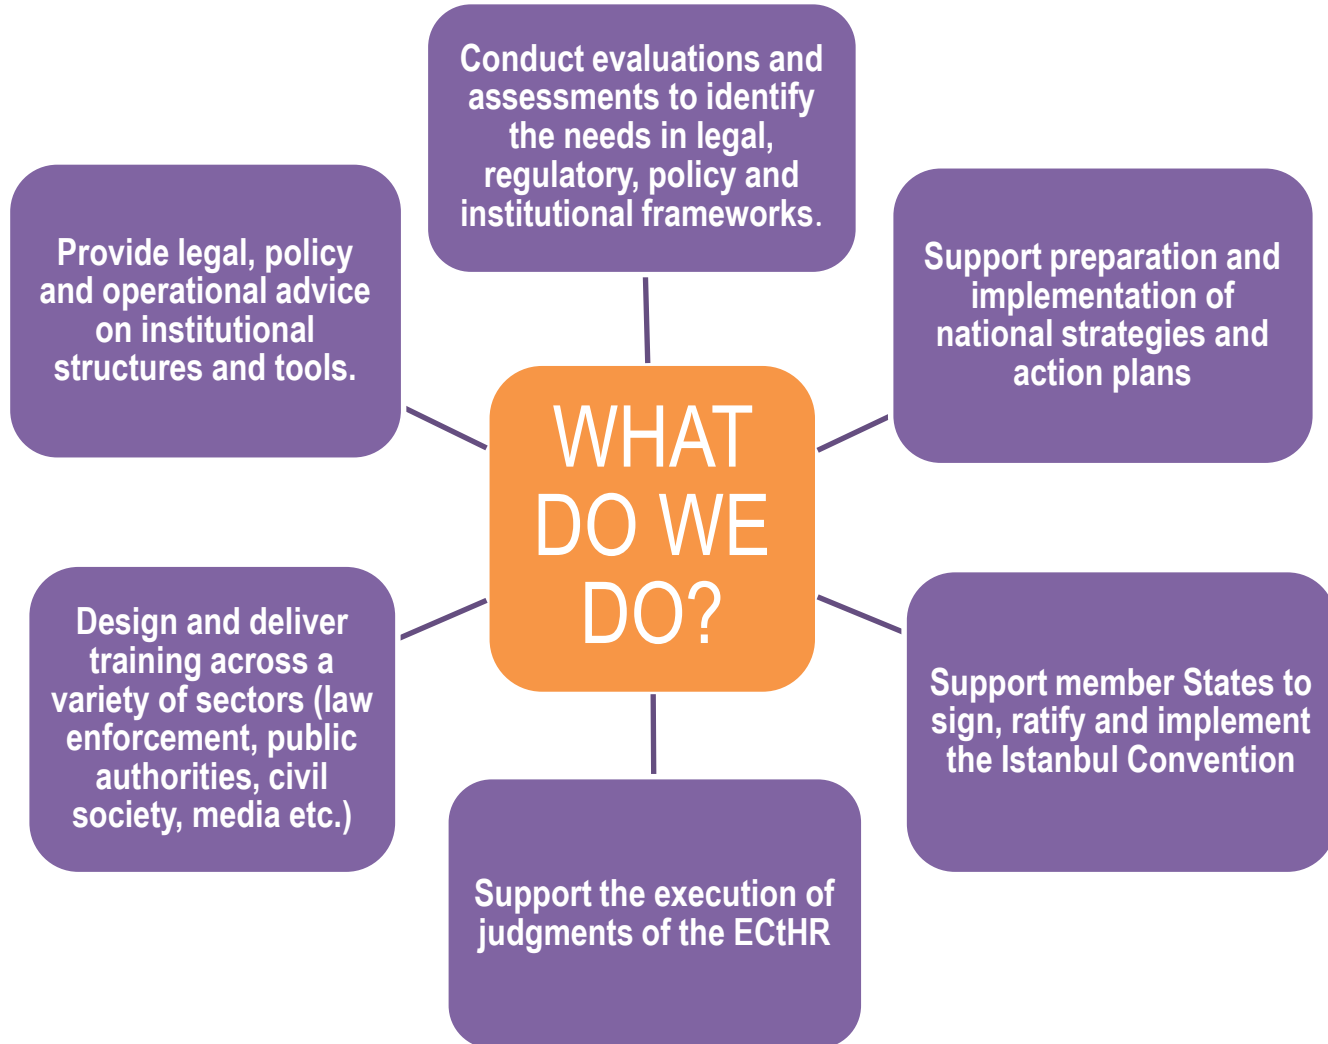 Conduct evaluations and
assessments to identify
the needs in legal,
regulatory, policy and
institutional frameworks.
Support preparation and
implementation of
national strategies and
action plans
Support member States to
sign, ratify and implement
the Istanbul Convention
Support the execution of
judgments of the ECtHR
Design and deliver
training across a
variety of sectors (law
enforcement, public
authorities, civil
society, media etc.)
Provide legal, policy
and operational advice
on institutional
structures and tools.
WHAT
DO WE
DO?